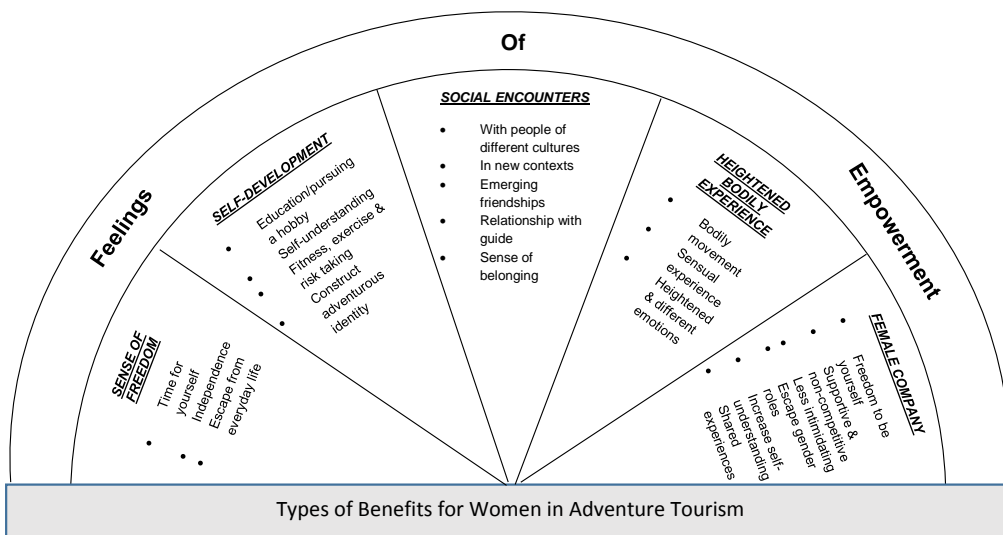 Feelings
Of
Empowerment
SENSE OF
FREEDOM
• Time for
yourself
• Independence
• Escape from
everyday life
SELF-DEVELOPMENT
• Education/pursuing
a hobby
• Self-understanding
• Fitness, exercise &
risk taking
• Construct
adventurous
identity
SOCIAL ENCOUNTERS
• With people of
different cultures
• In new contexts
• Emerging
friendships
• Relationship with
guide
• Sense of
belonging
HEIGHTENED
BODILY
EXPERIENCE
• Bodily
movement
• Sensual
experience
• Heightened
& different
emotions
FEMALE COMPANY
• Freedom to be
yourself
• Supportive &
non-competitive
• Less intimidating
• Escape gender
roles
• Increase self-
understanding
• Shared
experiences
Types of Benefits for Women in Adventure Tourism